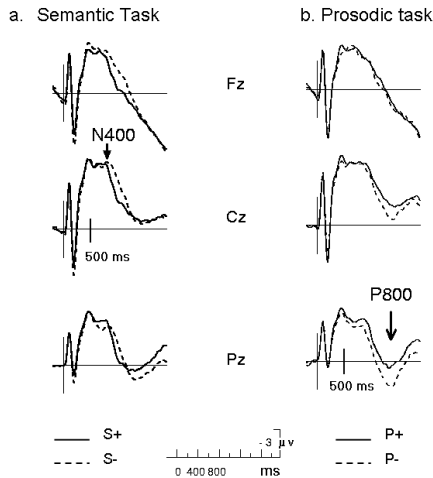 a. Semantic Task
b. Prosodic task
Fz
N400
Cz
500 ms
P800
Pz
500 ms
S+
S-
- 3 μv
0 400 800 ms
P+
P-